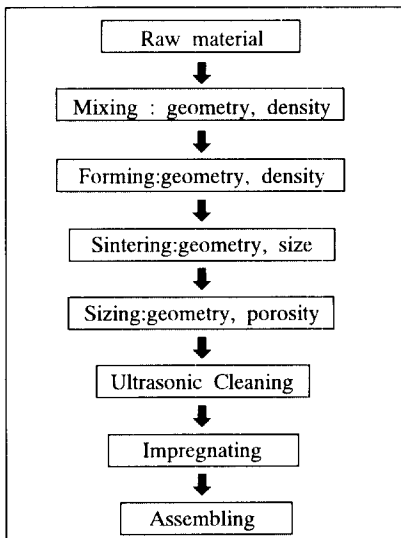 Raw material
Mixing : geometry, density
Forming:geometry, density
Sintering:geometry, size
Sizing:geometry, porosity
Ultrasonic Cleaning
Impregnating
Assembling